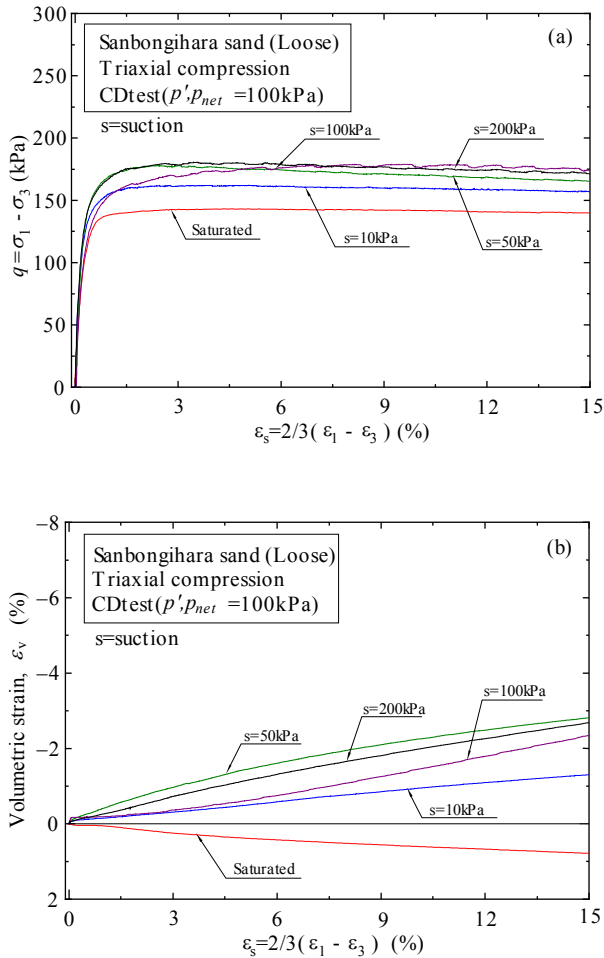 (a)
Sanbongihara sand (Loose)
Triaxial compression
CDtest(p′,p_net =100kPa)
s=suction
s=100kPa
s=200kPa
Saturated
s=10kPa
s=50kPa
q=σ1 - σ3 (kPa)
300
250
200
150
100
50
0
0 3 6 9 12 15
εs=2/3( ε1 - ε3 ) (%)
(b)
Sanbongihara sand (Loose)
Triaxial compression
CDtest(p′,p_net =100kPa)
s=suction
s=50kPa
s=200kPa
s=100kPa
s=10kPa
Saturated
Volumetric strain, εv (%)
-8
-6
-4
-2
0
2
0 3 6 9 12 15
εs=2/3( ε1 - ε3 ) (%)